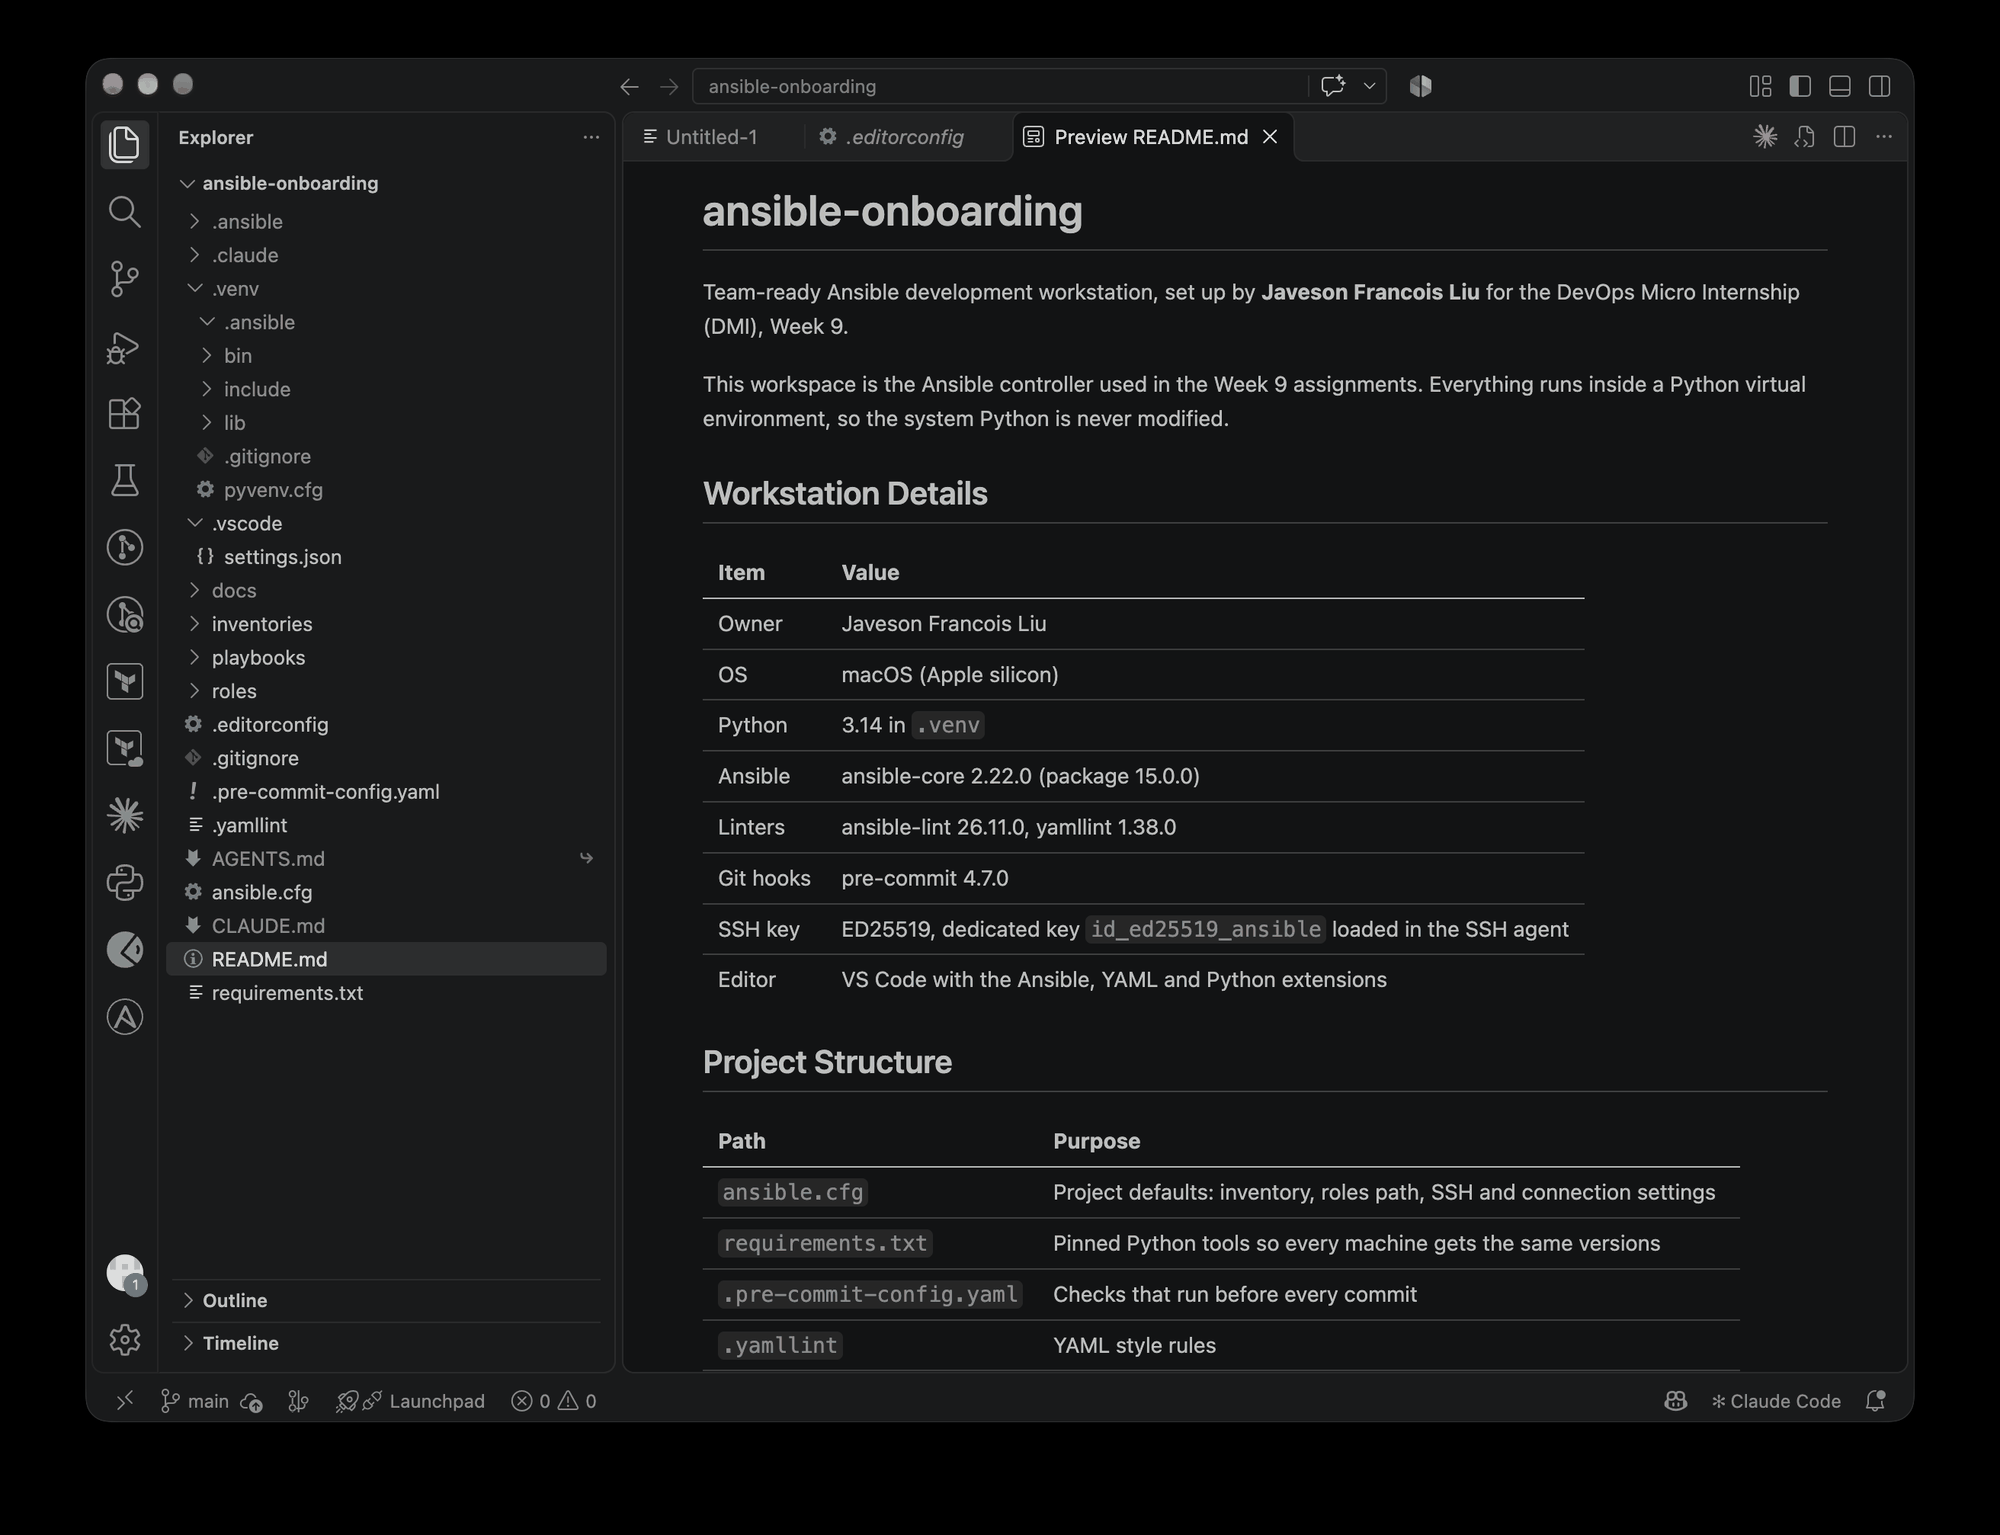 ansible-onboarding
Explorer
Untitled-1
.editorconfig
Preview README.md
ansible-onboarding
.ansible
.claude
.venv
.ansible
bin
include
lib
.gitignore
pyvenv.cfg
.vscode
settings.json
docs
inventories
playbooks
roles
.editorconfig
.gitignore
.pre-commit-config.yaml
.yamllint
AGENTS.md
ansible.cfg
CLAUDE.md
README.md
requirements.txt
Outline
Timeline
ansible-onboarding
Team-ready Ansible development workstation, set up by Javeson Francois Liu for the DevOps Micro Internship
(DMI), Week 9.
This workspace is the Ansible controller used in the Week 9 assignments. Everything runs inside a Python virtual
environment, so the system Python is never modified.
Workstation Details
Item Value
Owner Javeson Francois Liu
OS macOS (Apple silicon)
Python 3.14 in .venv
Ansible ansible-core 2.22.0 (package 15.0.0)
Linters ansible-lint 26.11.0, yamllint 1.38.0
Git hooks pre-commit 4.7.0
SSH key ED25519, dedicated key id_ed25519_ansible loaded in the SSH agent
Editor VS Code with the Ansible, YAML and Python extensions
Project Structure
Path Purpose
ansible.cfg Project defaults: inventory, roles path, SSH and connection settings
requirements.txt Pinned Python tools so every machine gets the same versions
.pre-commit-config.yaml Checks that run before every commit
.yamllint YAML style rules
1
main Launchpad 0 0 Claude Code